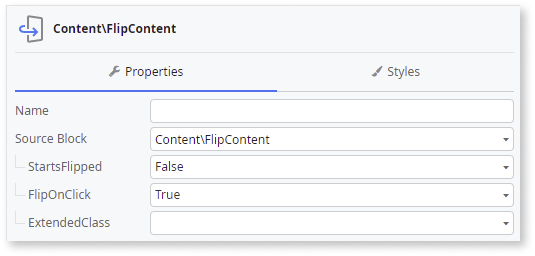 Content\FlipContent
Properties
Styles
Name
Source Block Content\FlipContent
StartsFlipped False
FlipOnClick True
ExtendedClass